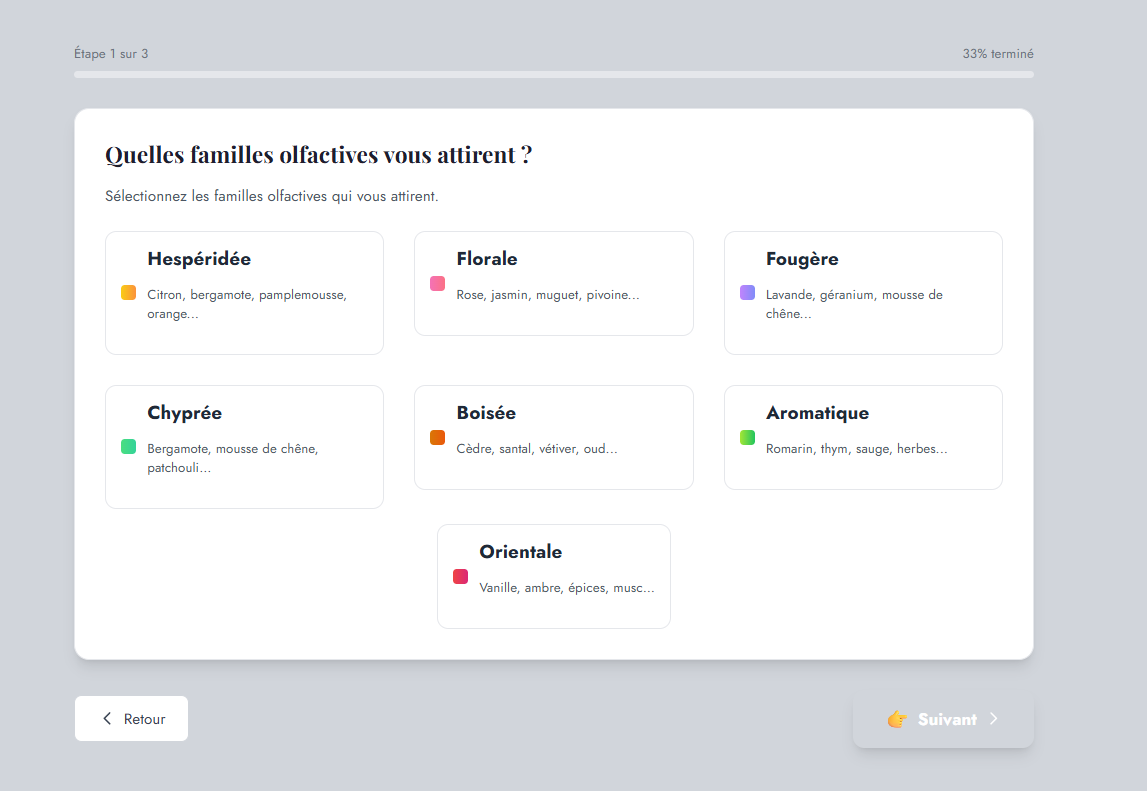 Étape 1 sur 3
33% terminé
Quelles familles olfactives vous attirent ?
Sélectionnez les familles olfactives qui vous attirent.
Hespéridée
Citron, bergamote, pamplemousse,
orange...
Florale
Rose, jasmin, muguet, pivoine...
Fougère
Lavande, géranium, mousse de
chêne...
Chyprée
Bergamote, mousse de chêne,
patchouli...
Boisée
Cèdre, santal, vétiver, oud...
Aromatique
Romarin, thym, sauge, herbes...
Orientale
Vanille, ambre, épices, musc...
Retour
👉 Suivant